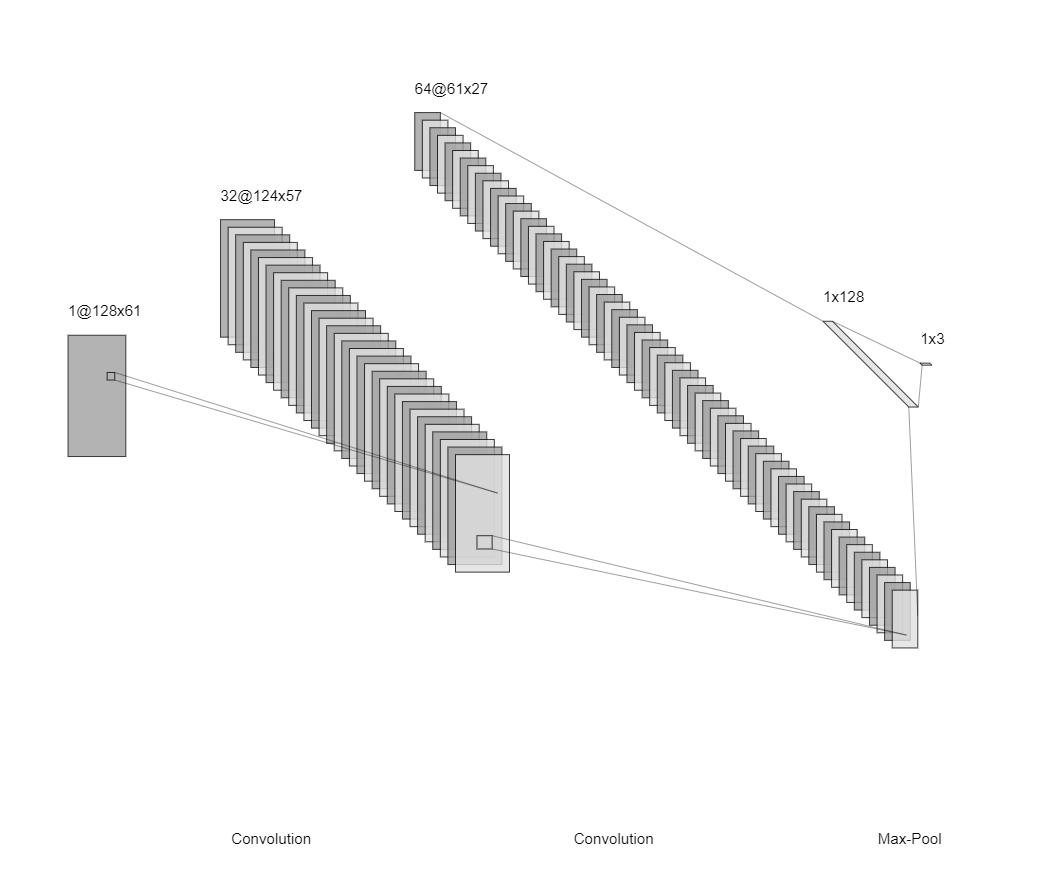 64@61x27
32@124x57
1@128x61
1x128
1x3
Convolution
Convolution
Max-Pool